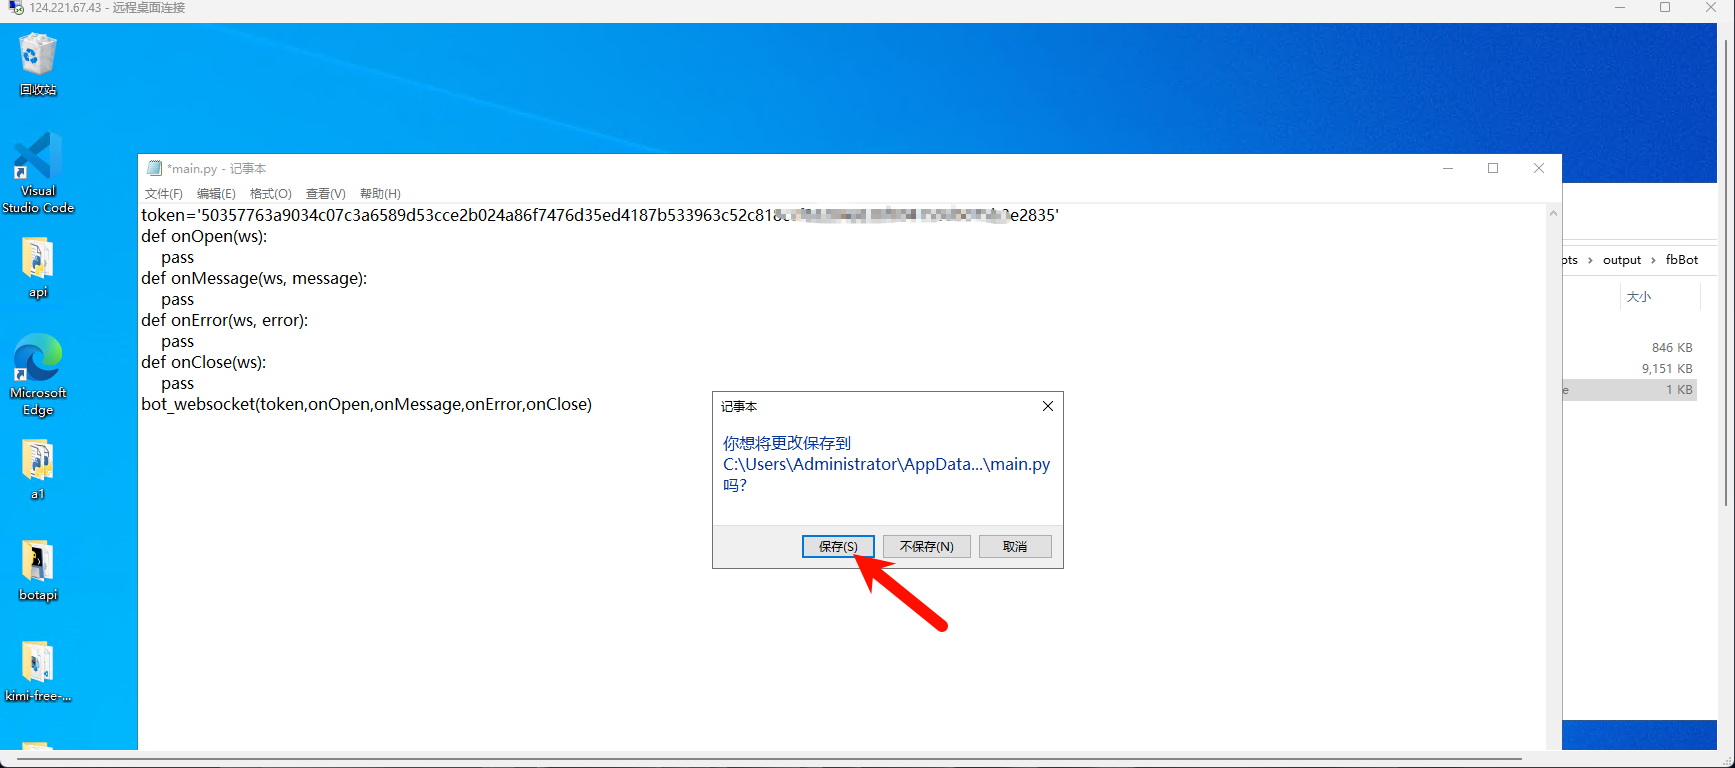 124.221.67.43 - 远程桌面连接
回收站
Visual
Studio Code
api
Microsoft
Edge
a1
botapi
kimi-free-...
*main.py - 记事本
文件(F) 编辑(E) 格式(O) 查看(V) 帮助(H)
token='50357763a9034c07c3a6589d53cce2b024a86f7476d35ed4187b533963c52c818 e2835'
def onOpen(ws):
pass
def onMessage(ws, message):
pass
def onError(ws, error):
pass
def onClose(ws):
pass
bot_websocket(token,onOpen,onMessage,onError,onClose)
记事本
你想将更改保存到
C:\Users\Administrator\AppData...\main.py
吗?
保存(S) 不保存(N) 取消
pts › output › fbBot
大小
846 KB
9,151 KB
e 1 KB